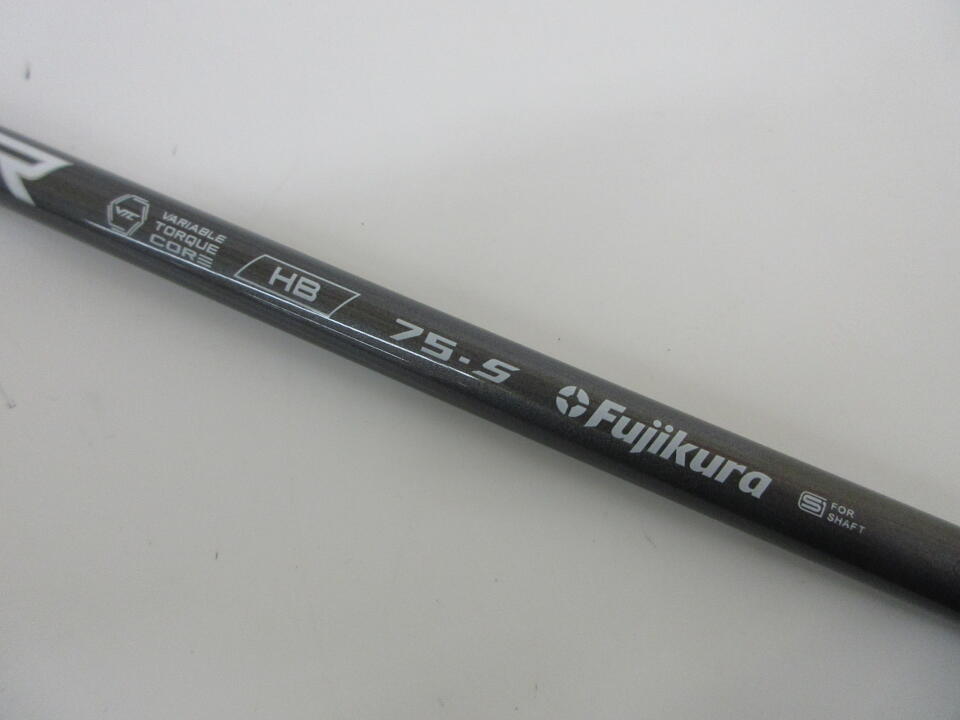 R
VTC
VARIABLE
TORQUE
CORE
HB
75-S
Fujikura
S FOR
SHAFT